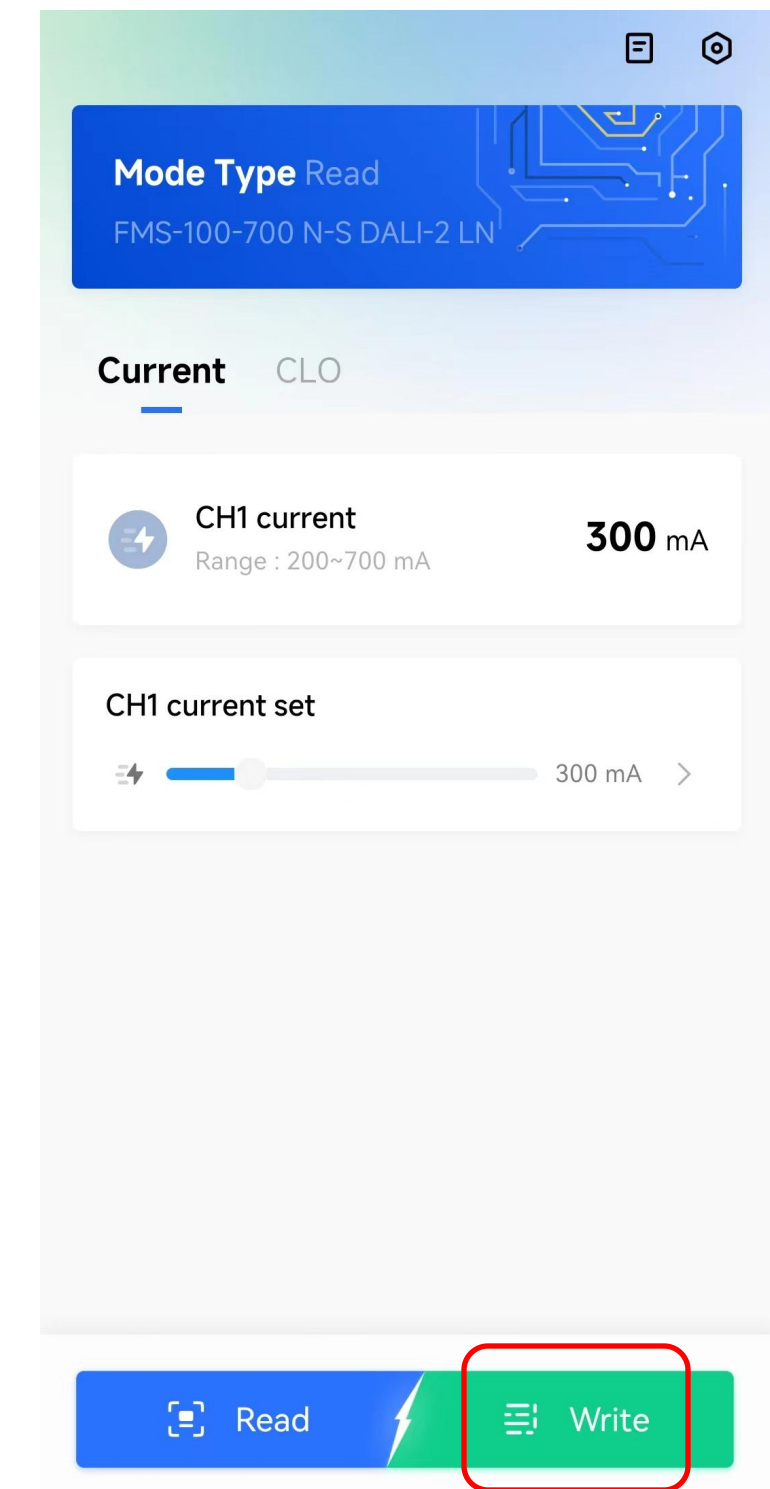 Mode Type Read
FMS-100-700 N-S DALI-2 LN
Current CLO
CH1 current
Range : 200~700 mA
300 mA
CH1 current set
300 mA
Read
Write